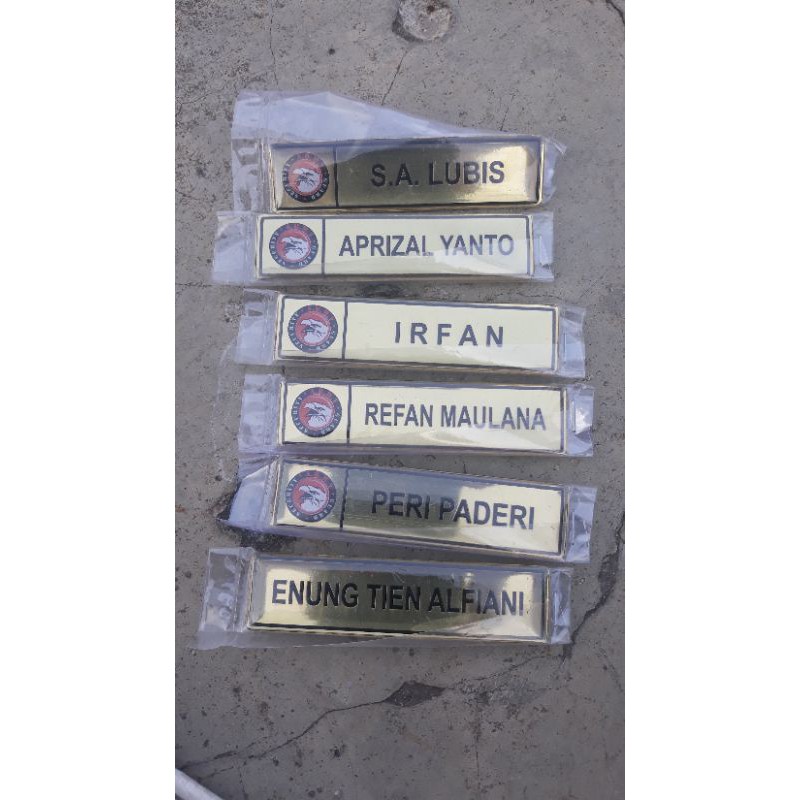 S.A. LUBIS
APRIZAL YANTO
IRFAN
REFAN MAULANA
PERI PADERI
ENUNG TIEN ALFIANI